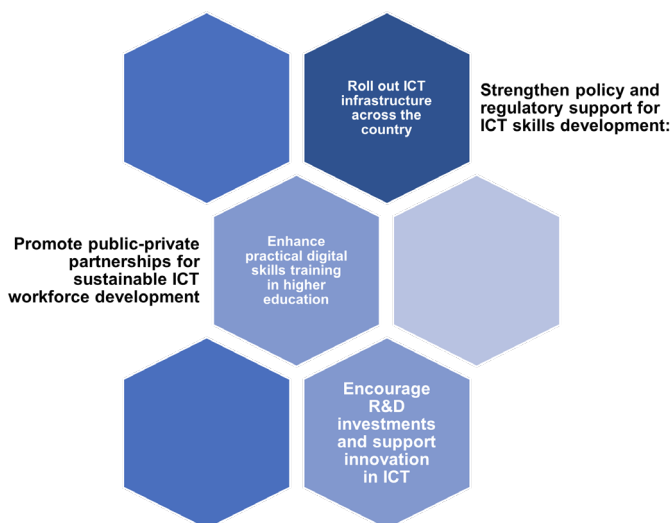 Roll out ICT
infrastructure
across the
country
Strengthen policy and
regulatory support for
ICT skills development:
Promote public-private
partnerships for
sustainable ICT
workforce development
Enhance
practical digital
skills training
in higher
education
Encourage
R&D
investments
and support
innovation
in ICT